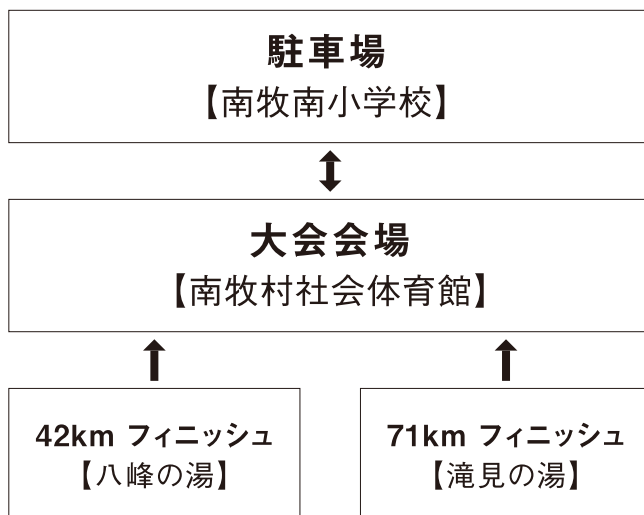 駐車場
【南牧南小学校】
大会会場
【南牧村社会体育館】
42km フィニッシュ
【八峰の湯】
71km フィニッシュ
【滝見の湯】